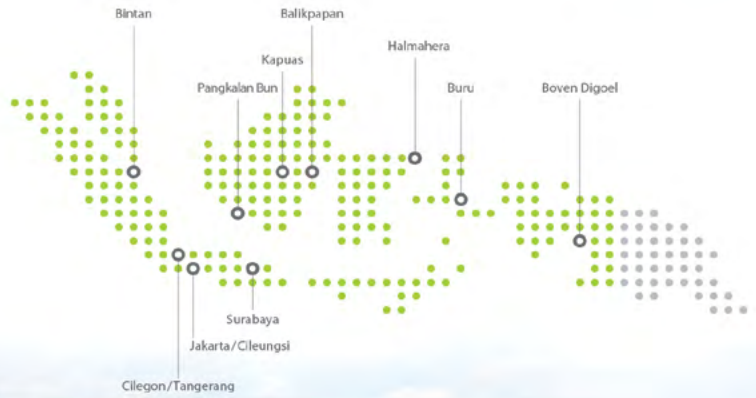 Bintan
Balikpapan
Kapuas
Halmahera
Pangkalan Bun
Buru
Boven Digoel
Surabaya
Jakarta/Cileungsi
Cilegon/Tangerang